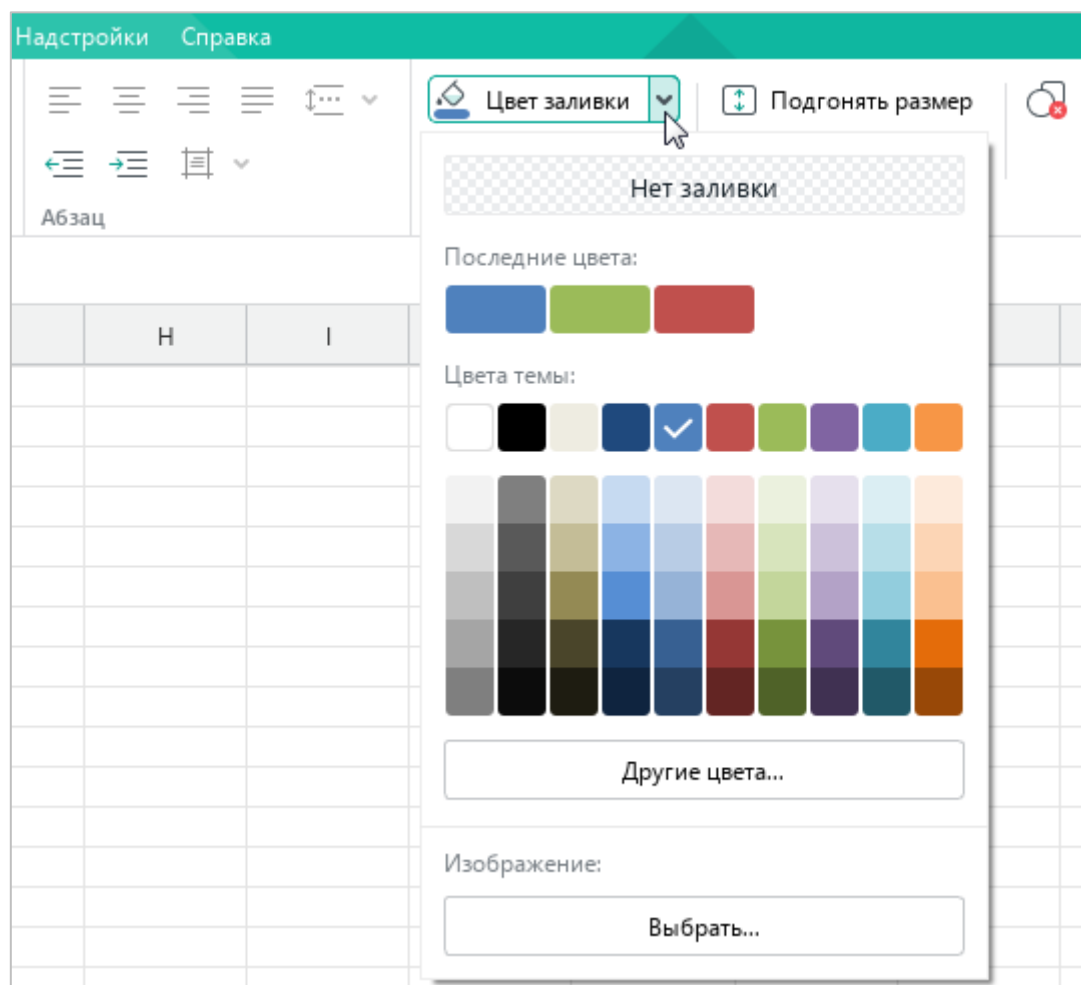 Надстройки Справка
Цвет заливки Подгонять размер
Абзац
Нет заливки
Последние цвета:
H I
Цвета темы:
Другие цвета...
Изображение:
Выбрать...